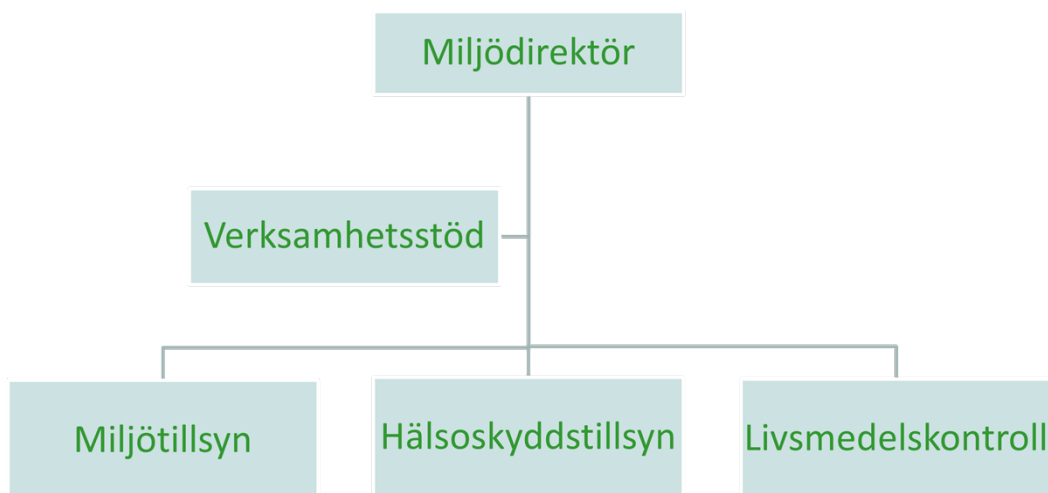 Miljödirektör
Verksamhetsstöd
Miljötillsyn
Hälsoskyddstillsyn
Livsmedelskontroll